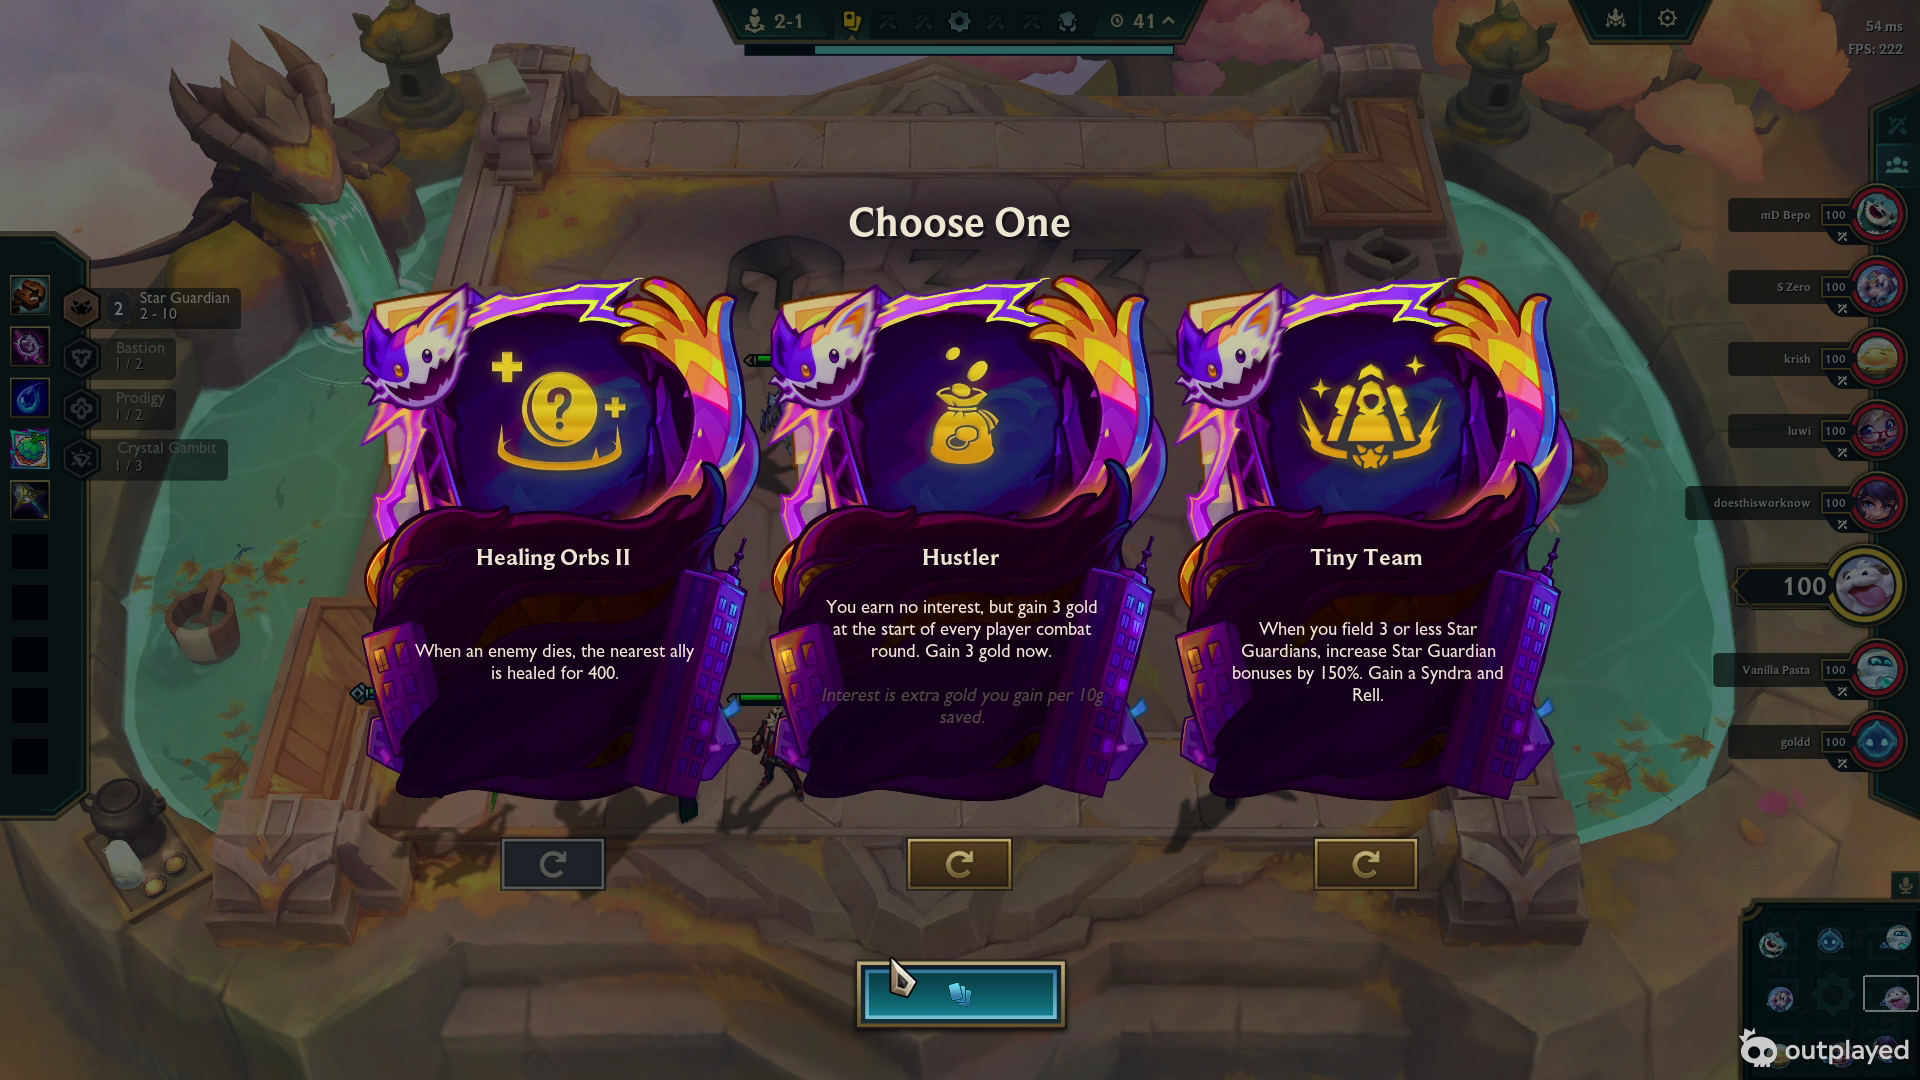 2-1
41
54 ms
FPS: 222
Choose One
2
Star Guardian
2 - 10
Bastion
1 / 2
Prodigy
1 / 2
Crystal Gambit
1 / 3
Healing Orbs II
When an enemy dies, the nearest ally
is healed for 400.
Hustler
You earn no interest, but gain 3 gold
at the start of every player combat
round. Gain 3 gold now.
Interest is extra gold you gain per 10g
saved.
Tiny Team
When you field 3 or less Star
Guardians, increase Star Guardian
bonuses by 150%. Gain a Syndra and
Rell.
mD Bepo 100
S Zero 100
krish 100
luwi 100
doesthisworknow 100
100
Vanilla Pasta 100
goldd 100
outplayed